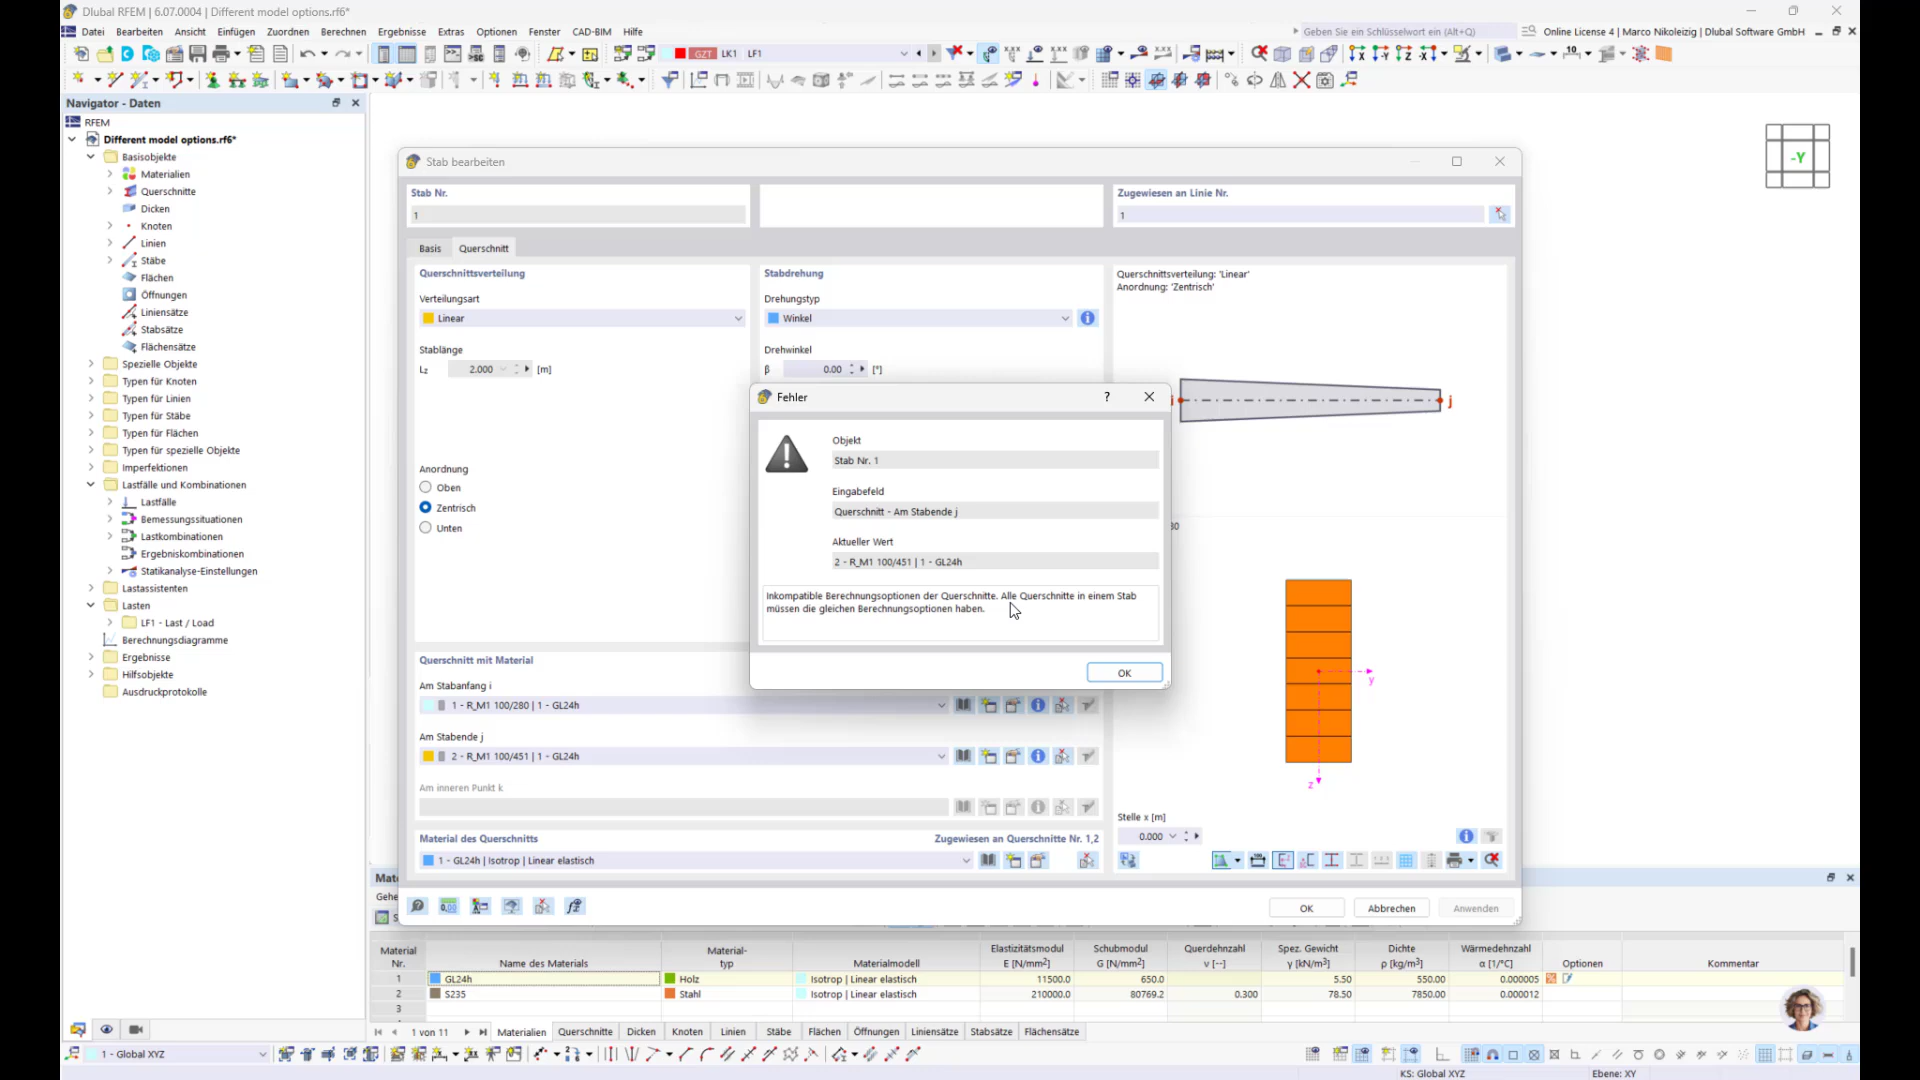 Dlubal RFEM | 6.07.0004 | Different model options.rf6*
Datei Bearbeiten Ansicht Einfügen Zuordnen Berechnen Ergebnisse Extras Optionen Fenster CAD-BIM Hilfe
Geben Sie ein Schlüsselwort ein (Alt+Q)
Online License 4 | Marco Nikoleizig | Dlubal Software GmbH
GZT LK1 LF1
Navigator - Daten
RFEM
Different model options.rf6*
Basisobjekte
Materialien
Querschnitte
Dicken
Knoten
Linien
Stäbe
Flächen
Öffnungen
Liniensätze
Stabsätze
Flächensätze
Spezielle Objekte
Typen für Knoten
Typen für Linien
Typen für Stäbe
Typen für Flächen
Typen für spezielle Objekte
Imperfektionen
Lastfälle und Kombinationen
Lastfälle
Bemessungssituationen
Lastkombinationen
Ergebniskombinationen
Statikanalyse-Einstellungen
Lastassistenten
Lasten
LF1 - Last / Load
Berechnungsdiagramme
Ergebnisse
Hilfsobjekte
Ausdruckprotokolle
-Y
Stab bearbeiten
Stab Nr.
1
Zugewiesen an Linie Nr.
1
Basis Querschnitt
Querschnittsverteilung
Verteilungsart
Linear
Stablänge
Lz 2.000 [m]
Anordnung
Oben
Zentrisch
Unten
Stabdrehung
Drehungstyp
Winkel
Drehwinkel
β 0.00 [°]
Querschnittsverteilung: 'Linear'
Anordnung: 'Zentrisch'
i
j
Fehler
?
Objekt
Stab Nr. 1
Eingabefeld
Querschnitt - Am Stabende j
Aktueller Wert
2 - R_M1 100/451 | 1 - GL24h
Inkompatible Berechnungsoptionen der Querschnitte. Alle Querschnitte in einem Stab
müssen die gleichen Berechnungsoptionen haben.
OK
80
y
z
Querschnitt mit Material
Am Stabanfang i
1 - R_M1 100/280 | 1 - GL24h
Am Stabende j
2 - R_M1 100/451 | 1 - GL24h
Am inneren Punkt k
Material des Querschnitts
Zugewiesen an Querschnitte Nr. 1,2
1 - GL24h | Isotrop | Linear elastisch
Stelle x [m]
0.000
OK Abbrechen Anwenden
Mate
Gehe
S
Material
Nr.
Name des Materials
Material-
typ
Materialmodell
Elastizitätsmodul
E [N/mm²]
Schubmodul
G [N/mm²]
Querdehnzahl
ν [--]
Spez. Gewicht
γ [kN/m³]
Dichte
ρ [kg/m³]
Wärmedehnzahl
α [1/°C]
Optionen
Kommentar
1 GL24h Holz Isotrop | Linear elastisch 11500.0 650.0 5.50 550.00 0.000005
2 S235 Stahl Isotrop | Linear elastisch 210000.0 80769.2 0.300 78.50 7850.00 0.000012
3
1 von 11
Materialien Querschnitte Dicken Knoten Linien Stäbe Flächen Öffnungen Liniensätze Stabsätze Flächensätze
1 - Global XYZ
KS: Global XYZ
Ebene: XY